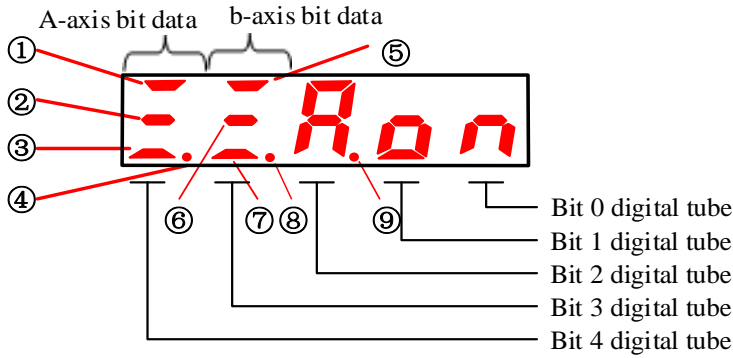 A-axis bit data b-axis bit data
① ⑤
②
③
④ ⑥ ⑦ ⑧ ⑨
A.on
Bit 0 digital tube
Bit 1 digital tube
Bit 2 digital tube
Bit 3 digital tube
Bit 4 digital tube